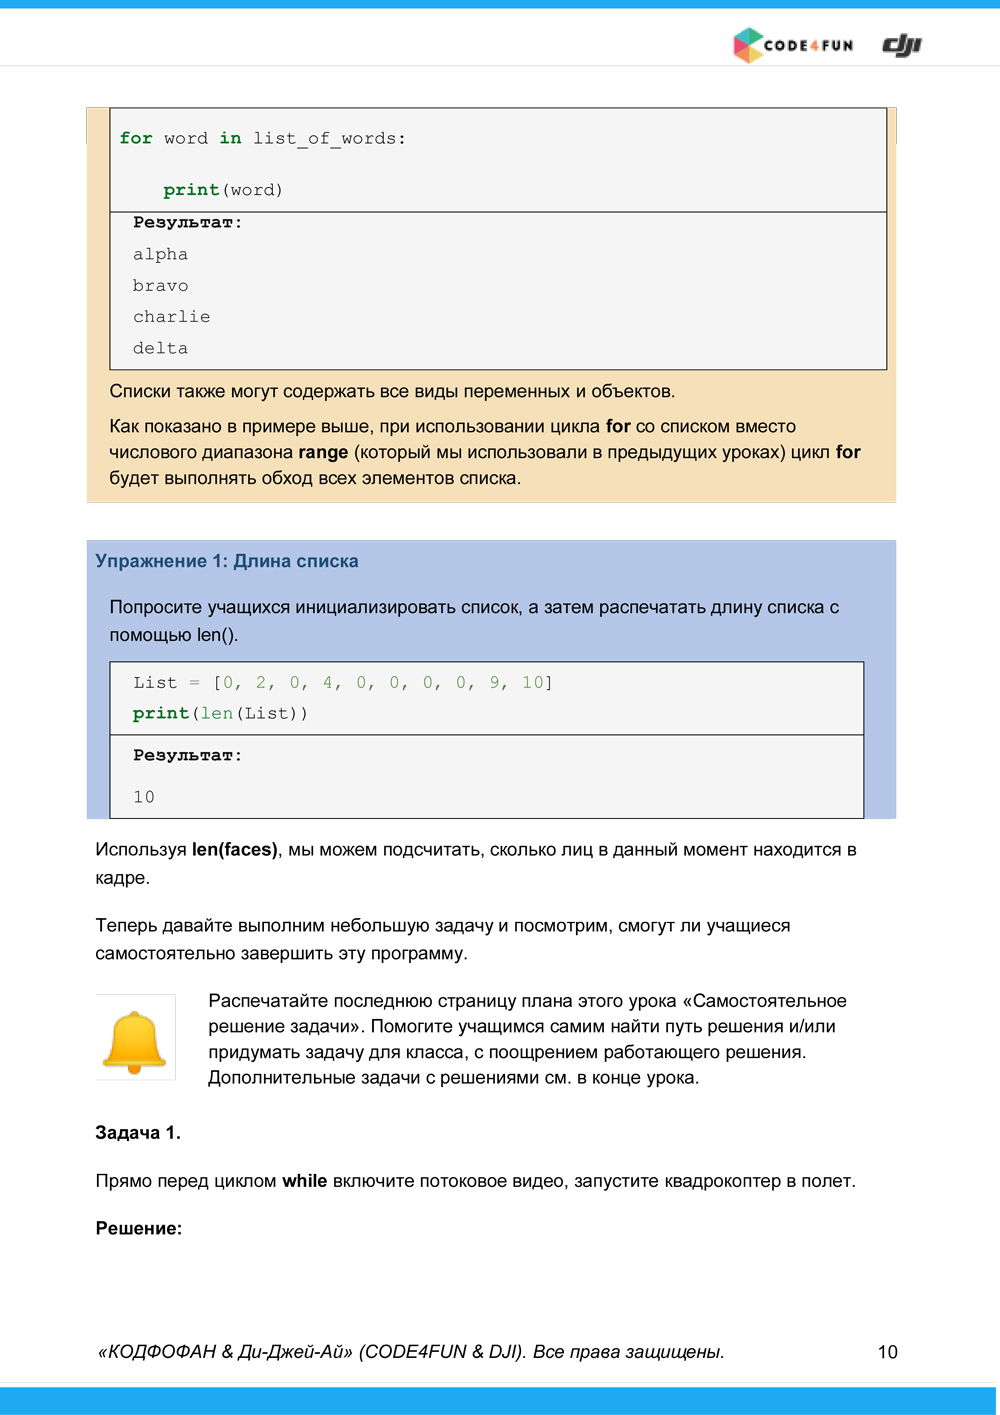 CODE4FUN dji
for word in list_of_words:
print(word)
Результат:
alpha
bravo
charlie
delta
Списки также могут содержать все виды переменных и объектов.
Как показано в примере выше, при использовании цикла for со списком вместо
числового диапазона range (который мы использовали в предыдущих уроках) цикл for
будет выполнять обход всех элементов списка.
Упражнение 1: Длина списка
Попросите учащихся инициализировать список, а затем распечатать длину списка с
помощью len().
List = [0, 2, 0, 4, 0, 0, 0, 0, 9, 10]
print(len(List))
Результат:
10
Используя len(faces), мы можем подсчитать, сколько лиц в данный момент находится в
кадре.
Теперь давайте выполним небольшую задачу и посмотрим, смогут ли учащиеся
самостоятельно завершить эту программу.
Распечатайте последнюю страницу плана этого урока «Самостоятельное
решение задачи». Помогите учащимся самим найти путь решения и/или
придумать задачу для класса, с поощрением работающего решения.
Дополнительные задачи с решениями см. в конце урока.
Задача 1.
Прямо перед циклом while включите потоковое видео, запустите квадрокоптер в полет.
Решение:
«КОДФОФАН & Ди-Джей-Ай» (CODE4FUN & DJI). Все права защищены. 10